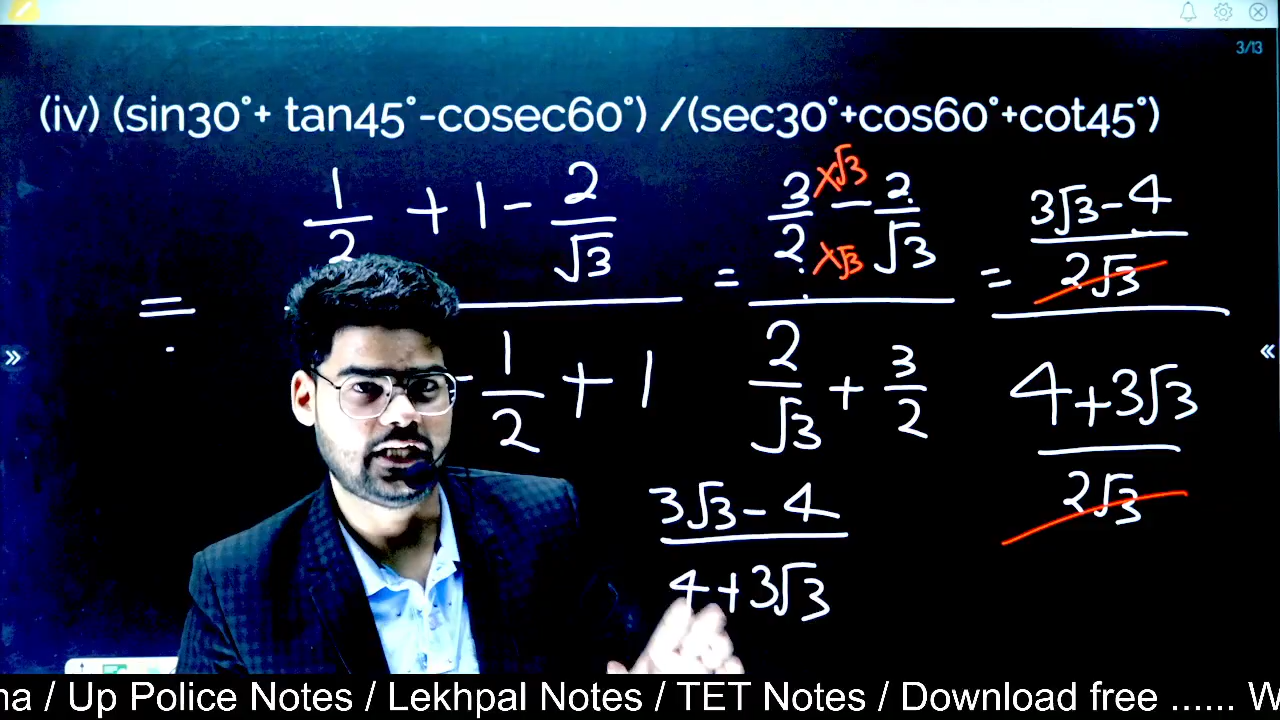 3/13
(iv) (sin30°+ tan45°-cosec60°) /(sec30°+cos60°+cot45°)
= 1/2 + 1 - 2/√3
1/2 + 1
= 3/2 ×√3 ×√3 - 2/√3
2/√3 + 3/2
= 3√3 - 4 / 2√3
4 + 3√3 / 2√3
3√3 - 4
4 + 3√3
/ Up Police Notes / Lekhpal Notes / TET Notes / Download free ......